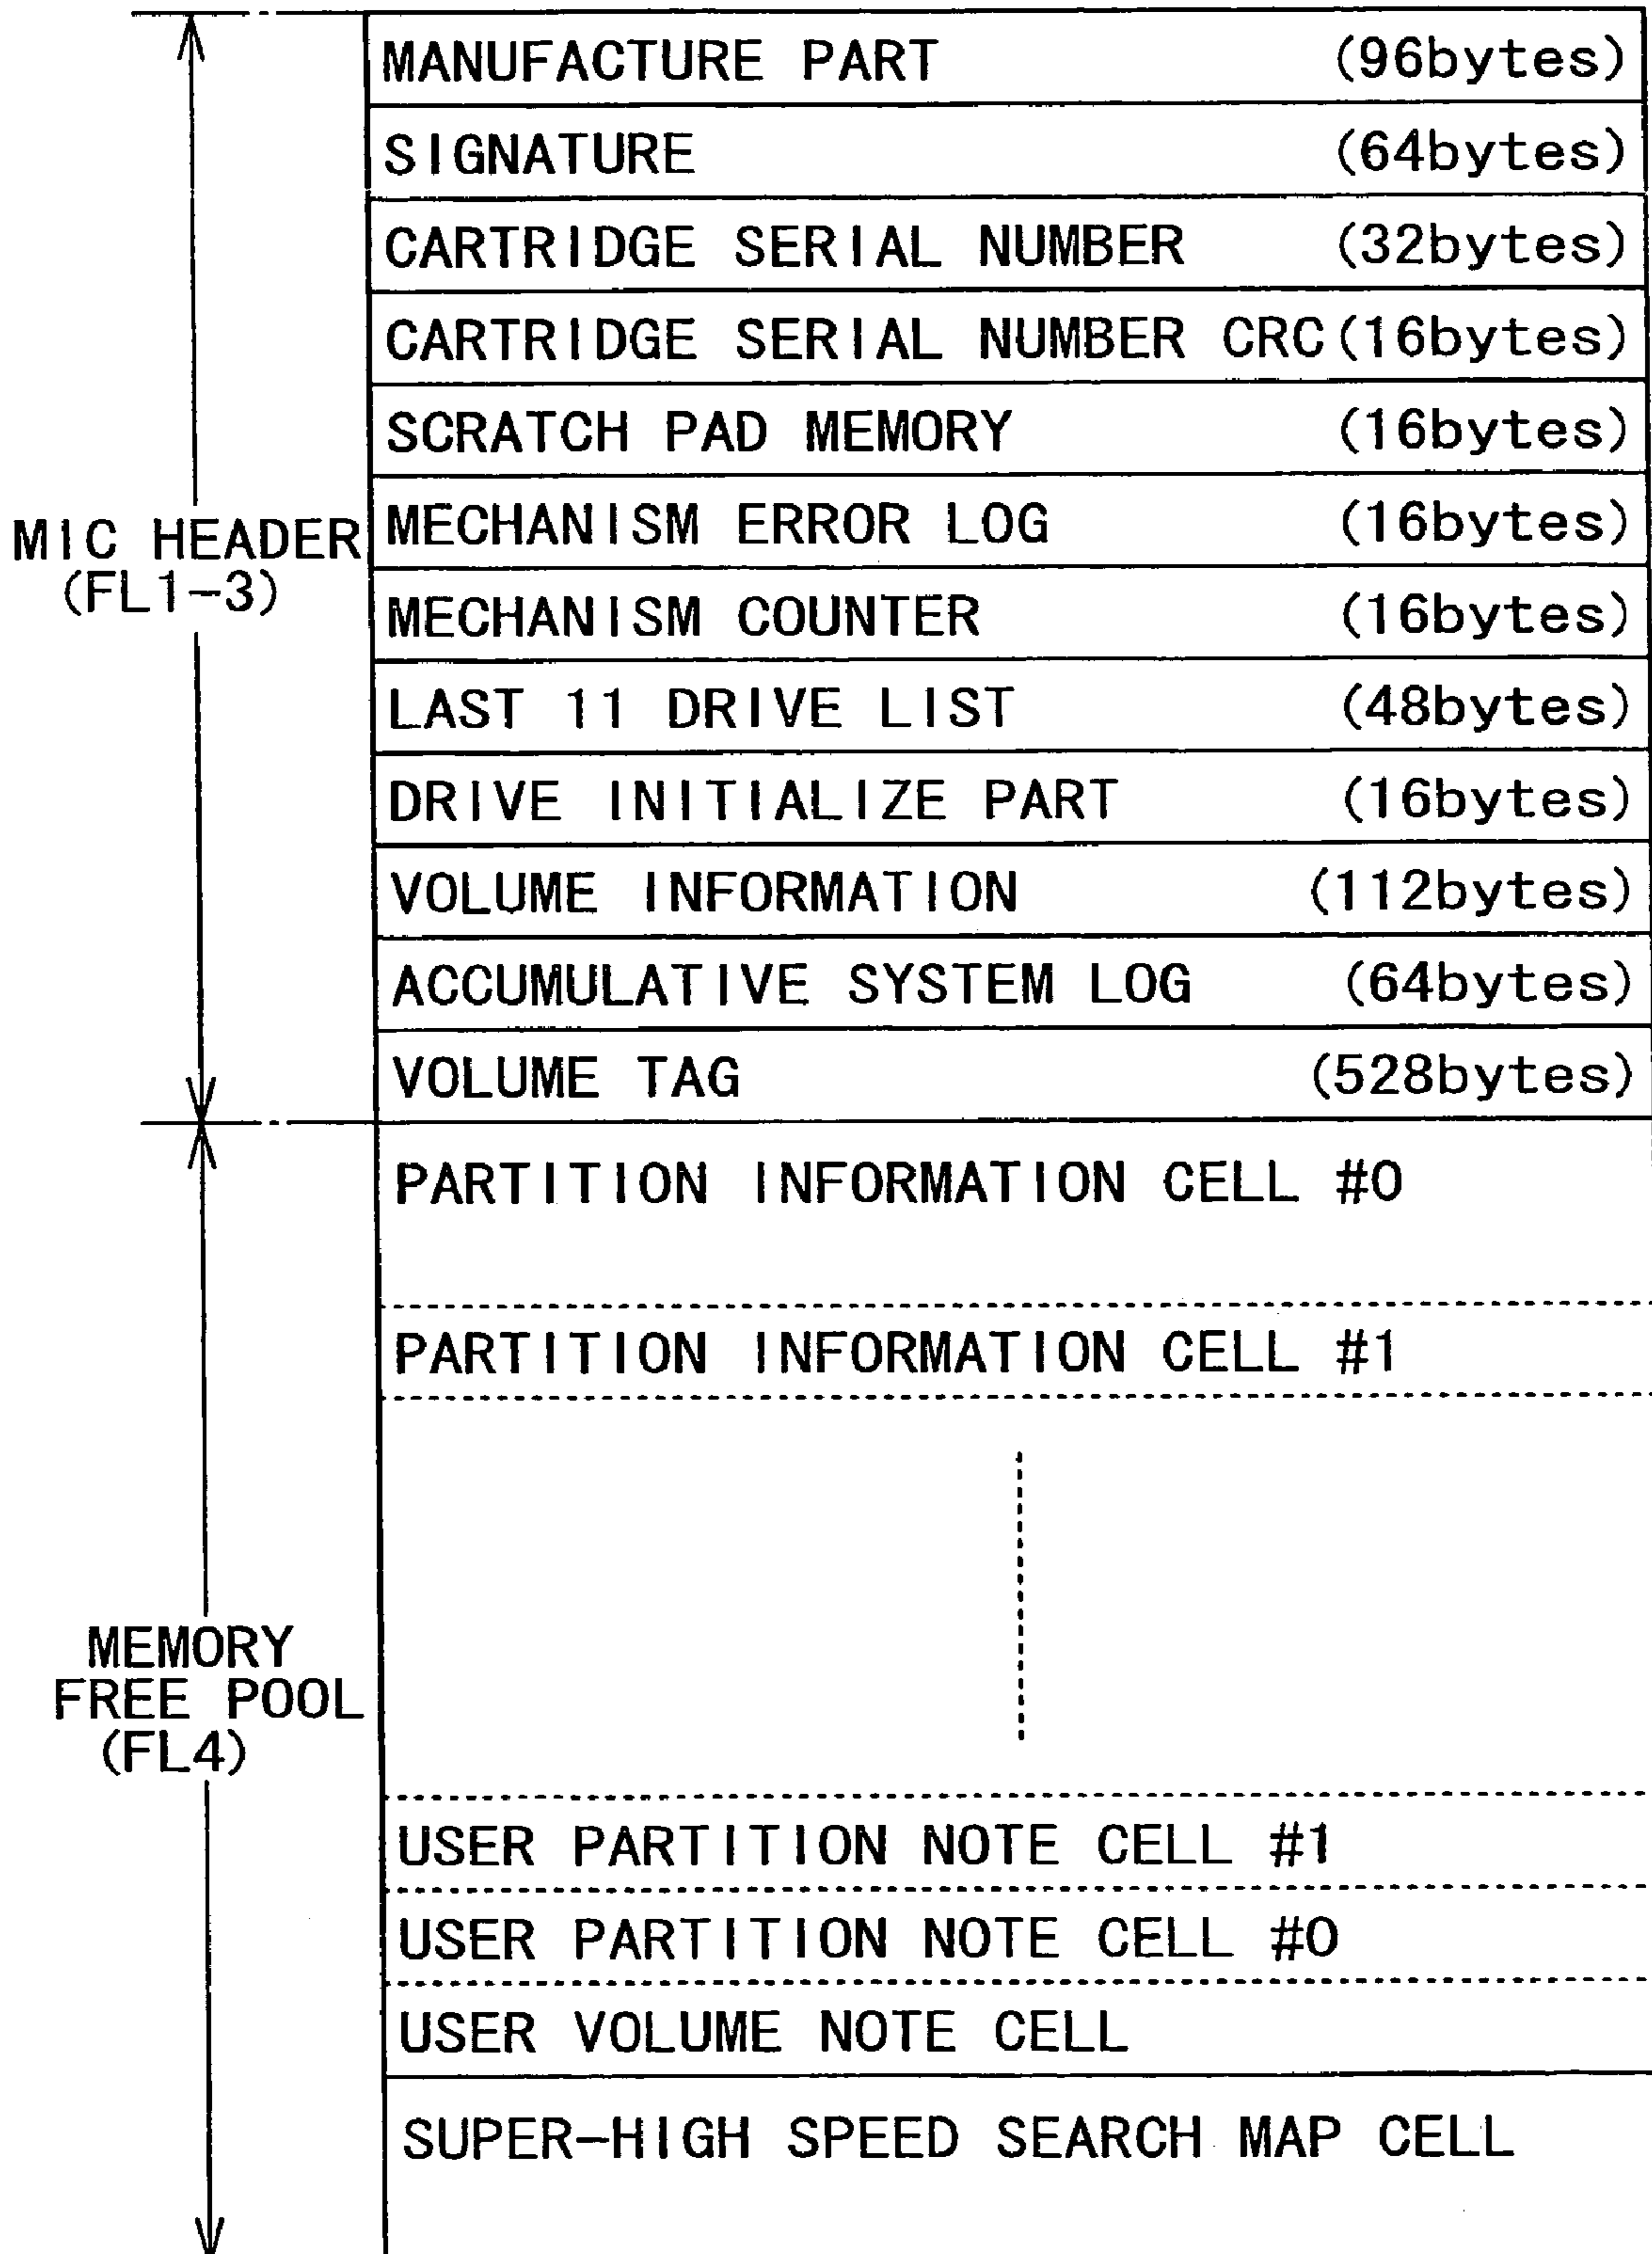 MANUFACTURE PART (96bytes)
SIGNATURE (64bytes)
CARTRIDGE SERIAL NUMBER (32bytes)
CARTRIDGE SERIAL NUMBER CRC(16bytes)
SCRATCH PAD MEMORY (16bytes)
MIC HEADER
(FL1-3)
MECHANISM ERROR LOG (16bytes)
MECHANISM COUNTER (16bytes)
LAST 11 DRIVE LIST (48bytes)
DRIVE INITIALIZE PART (16bytes)
VOLUME INFORMATION (112bytes)
ACCUMULATIVE SYSTEM LOG (64bytes)
VOLUME TAG (528bytes)
PARTITION INFORMATION CELL #0
PARTITION INFORMATION CELL #1
MEMORY
FREE POOL
(FL4)
USER PARTITION NOTE CELL #1
USER PARTITION NOTE CELL #0
USER VOLUME NOTE CELL
SUPER-HIGH SPEED SEARCH MAP CELL